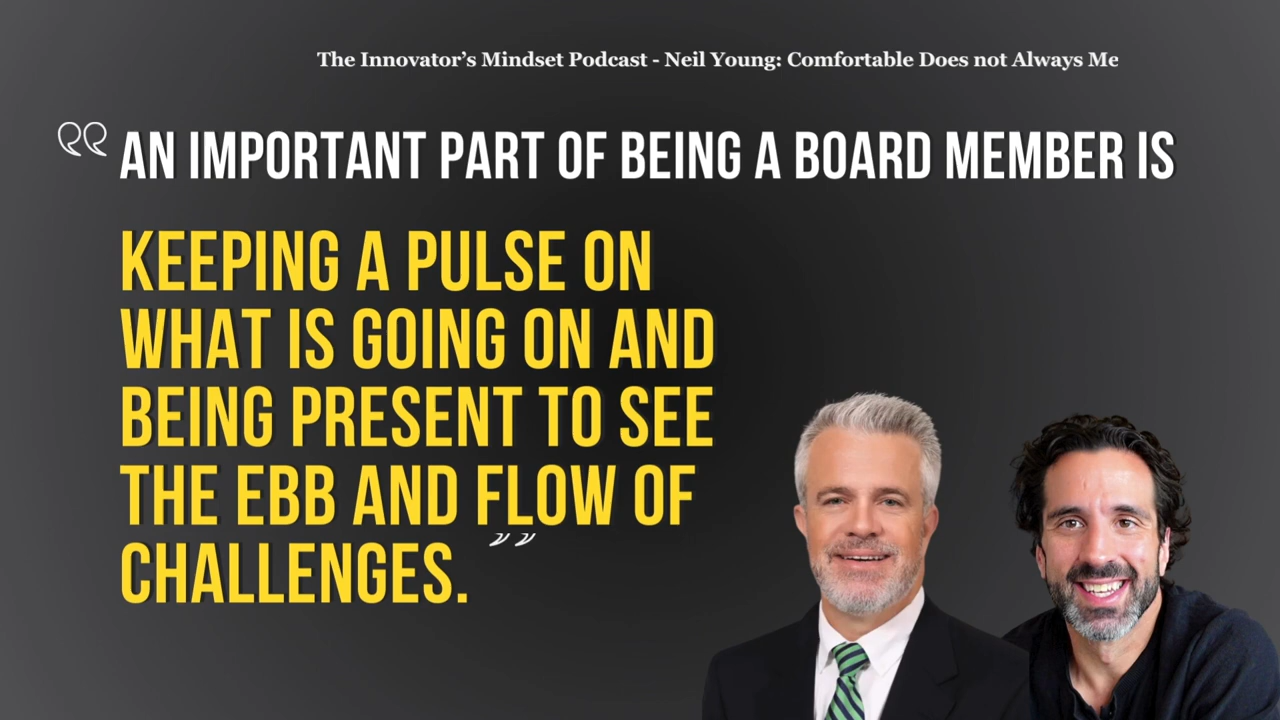 The Innovator's Mindset Podcast - Neil Young: Comfortable Does not Always Me
“ AN IMPORTANT PART OF BEING A BOARD MEMBER IS
KEEPING A PULSE ON
WHAT IS GOING ON AND
BEING PRESENT TO SEE
THE EBB AND FLOW OF
CHALLENGES. ”